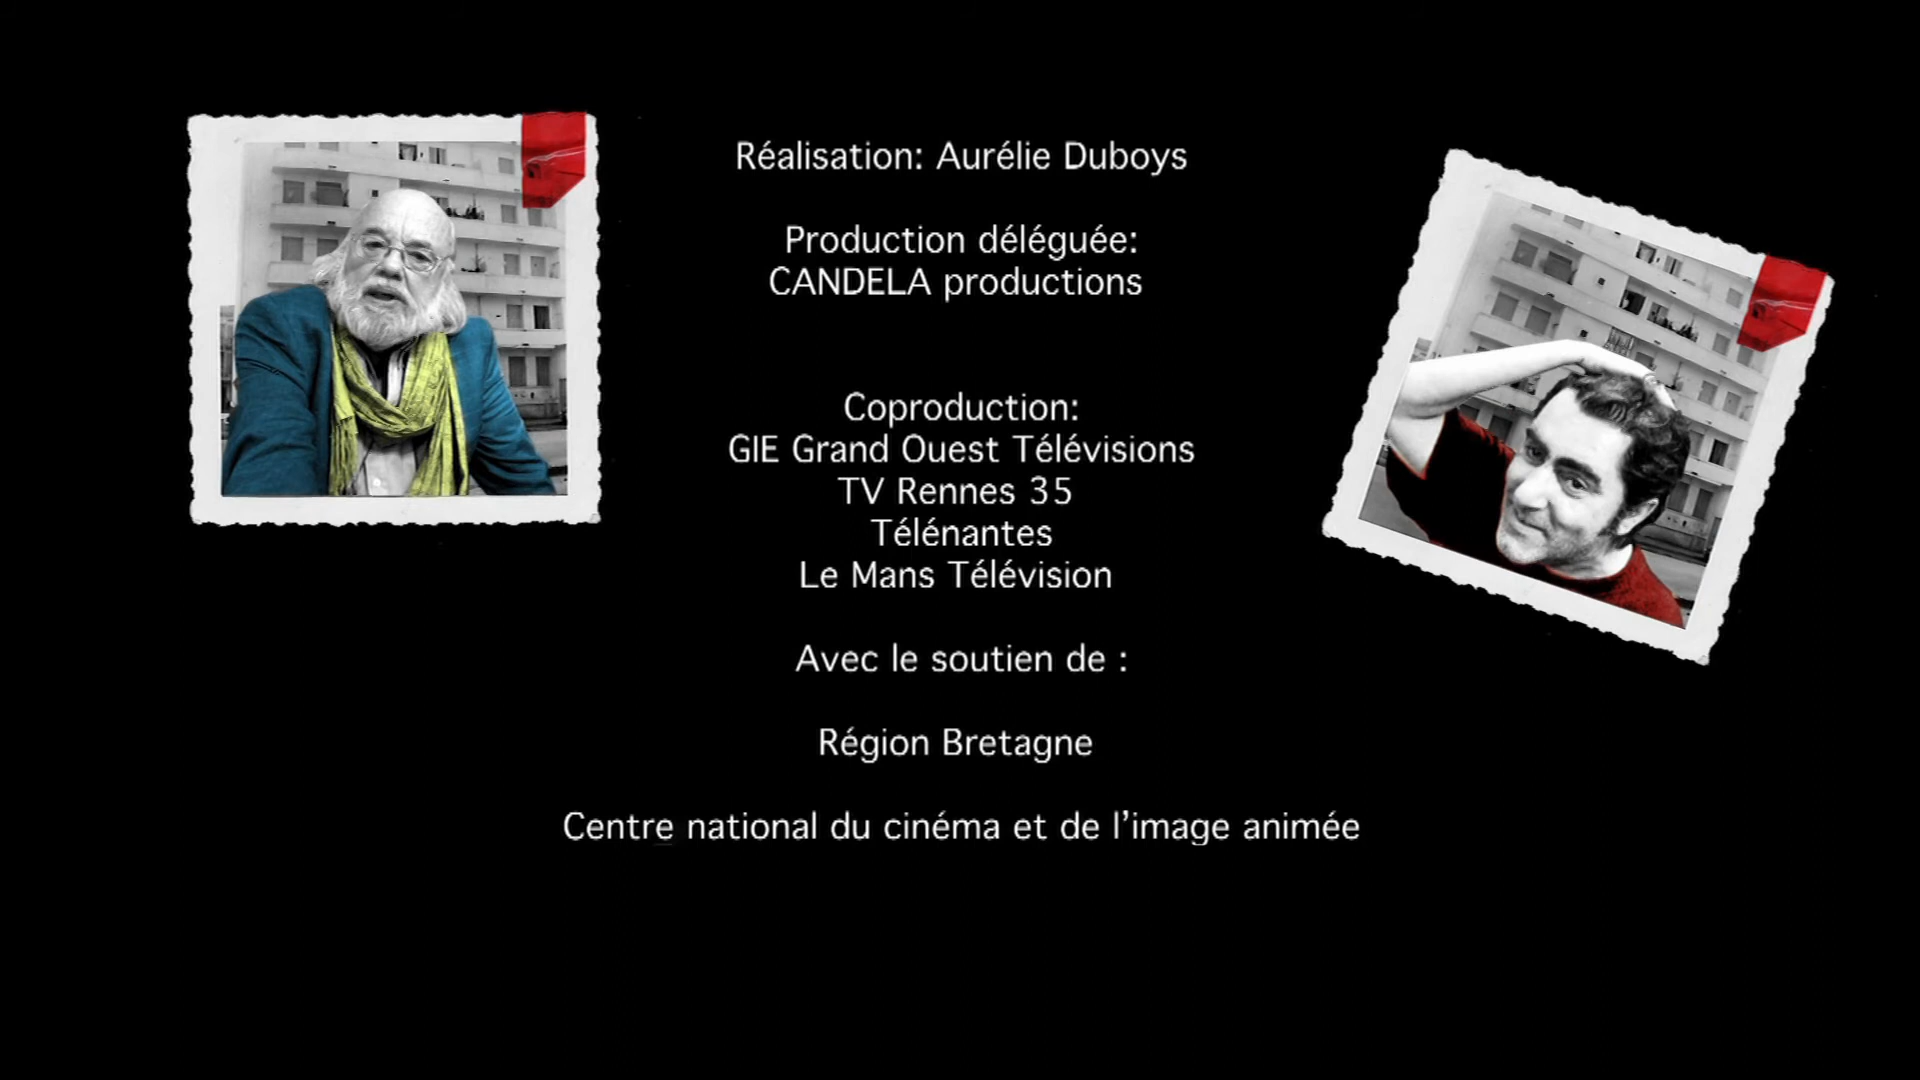 Réalisation: Aurélie Duboys
Production déléguée:
CANDELA productions
Coproduction:
GIE Grand Ouest Télévisions
TV Rennes 35
Télénantes
Le Mans Télévision
Avec le soutien de :
Région Bretagne
Centre national du cinéma et de l’image animée